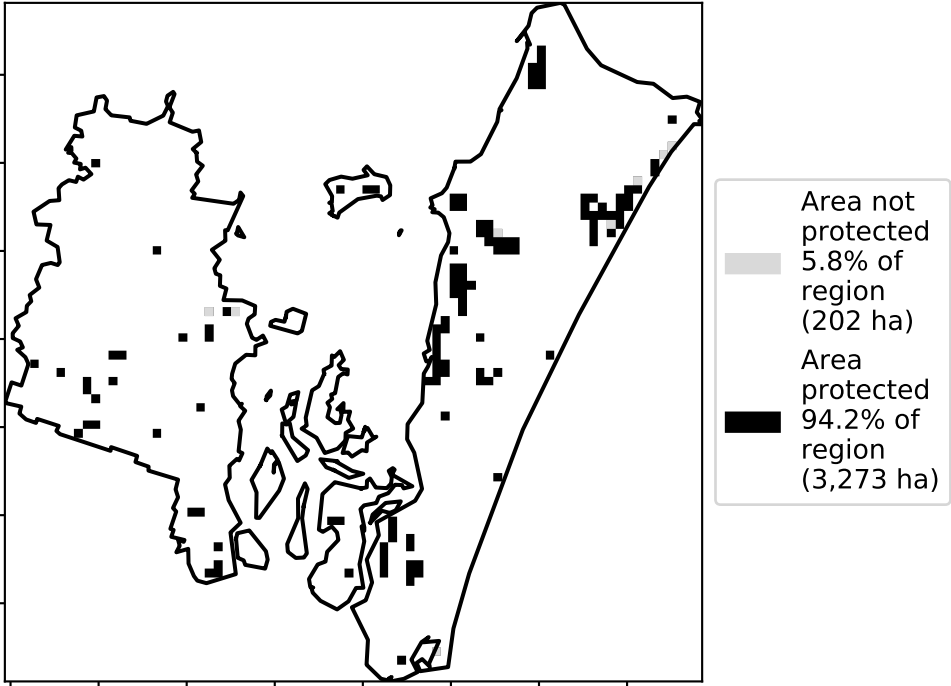 Area not
protected
5.8% of
region
(202 ha)
Area
protected
94.2% of
region
(3,273 ha)